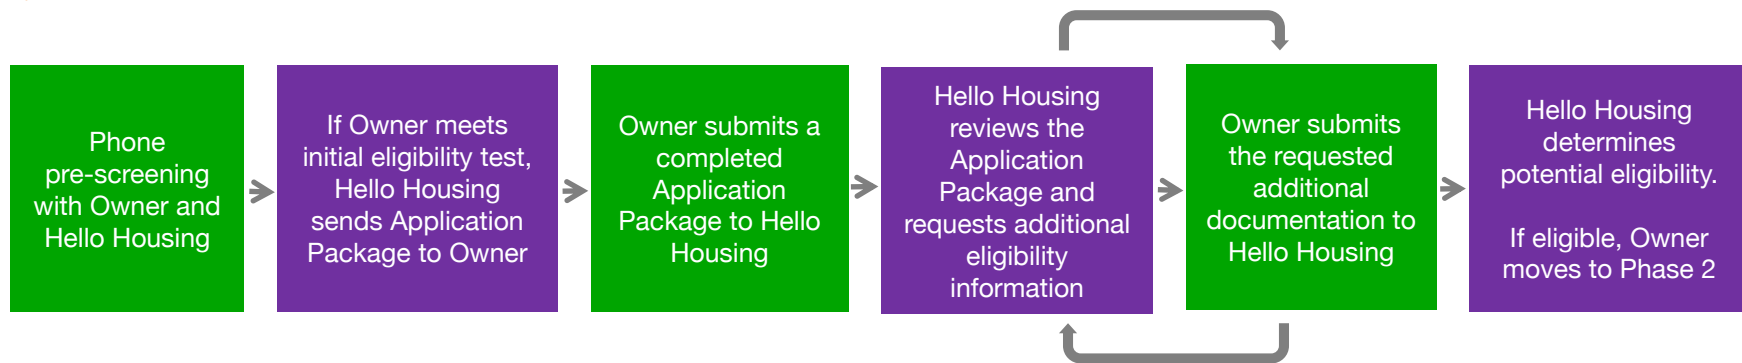 Phone
pre-screening
with Owner and
Hello Housing
If Owner meets
initial eligibility test,
Hello Housing
sends Application
Package to Owner
Owner submits a
completed
Application
Package to Hello
Housing
Hello Housing
reviews the
Application
Package and
requests additional
eligibility
information
Owner submits
the requested
additional
documentation to
Hello Housing
Hello Housing
determines
potential eligibility.
If eligible, Owner
moves to Phase 2